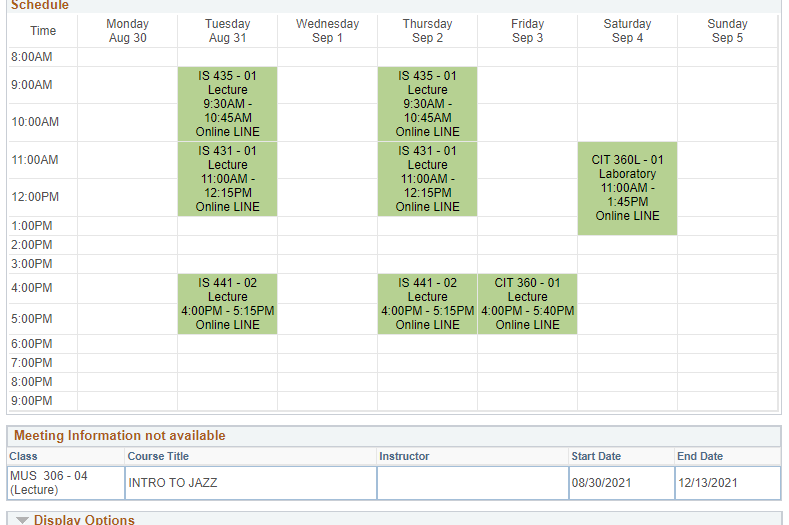 Schedule
Time Monday Tuesday Wednesday Thursday Friday Saturday Sunday
Aug 30 Aug 31 Sep 1 Sep 2 Sep 3 Sep 4 Sep 5
8:00AM
9:00AM
10:00AM
11:00AM
12:00PM
1:00PM
2:00PM
3:00PM
4:00PM
5:00PM
6:00PM
7:00PM
8:00PM
9:00PM
IS 435 - 01
Lecture
9:30AM -
10:45AM
Online LINE
IS 431 - 01
Lecture
11:00AM -
12:15PM
Online LINE
IS 441 - 02
Lecture
4:00PM - 5:15PM
Online LINE
IS 435 - 01
Lecture
9:30AM -
10:45AM
Online LINE
IS 431 - 01
Lecture
11:00AM -
12:15PM
Online LINE
IS 441 - 02
Lecture
4:00PM - 5:15PM
Online LINE
CIT 360 - 01
Lecture
4:00PM - 5:40PM
Online LINE
CIT 360L - 01
Laboratory
11:00AM -
1:45PM
Online LINE
Meeting Information not available
Class Course Title Instructor Start Date End Date
MUS 306 - 04
(Lecture)
INTRO TO JAZZ 08/30/2021 12/13/2021
Display Options